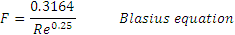 F = 0.3164 / Re^0.25 Blasius equation